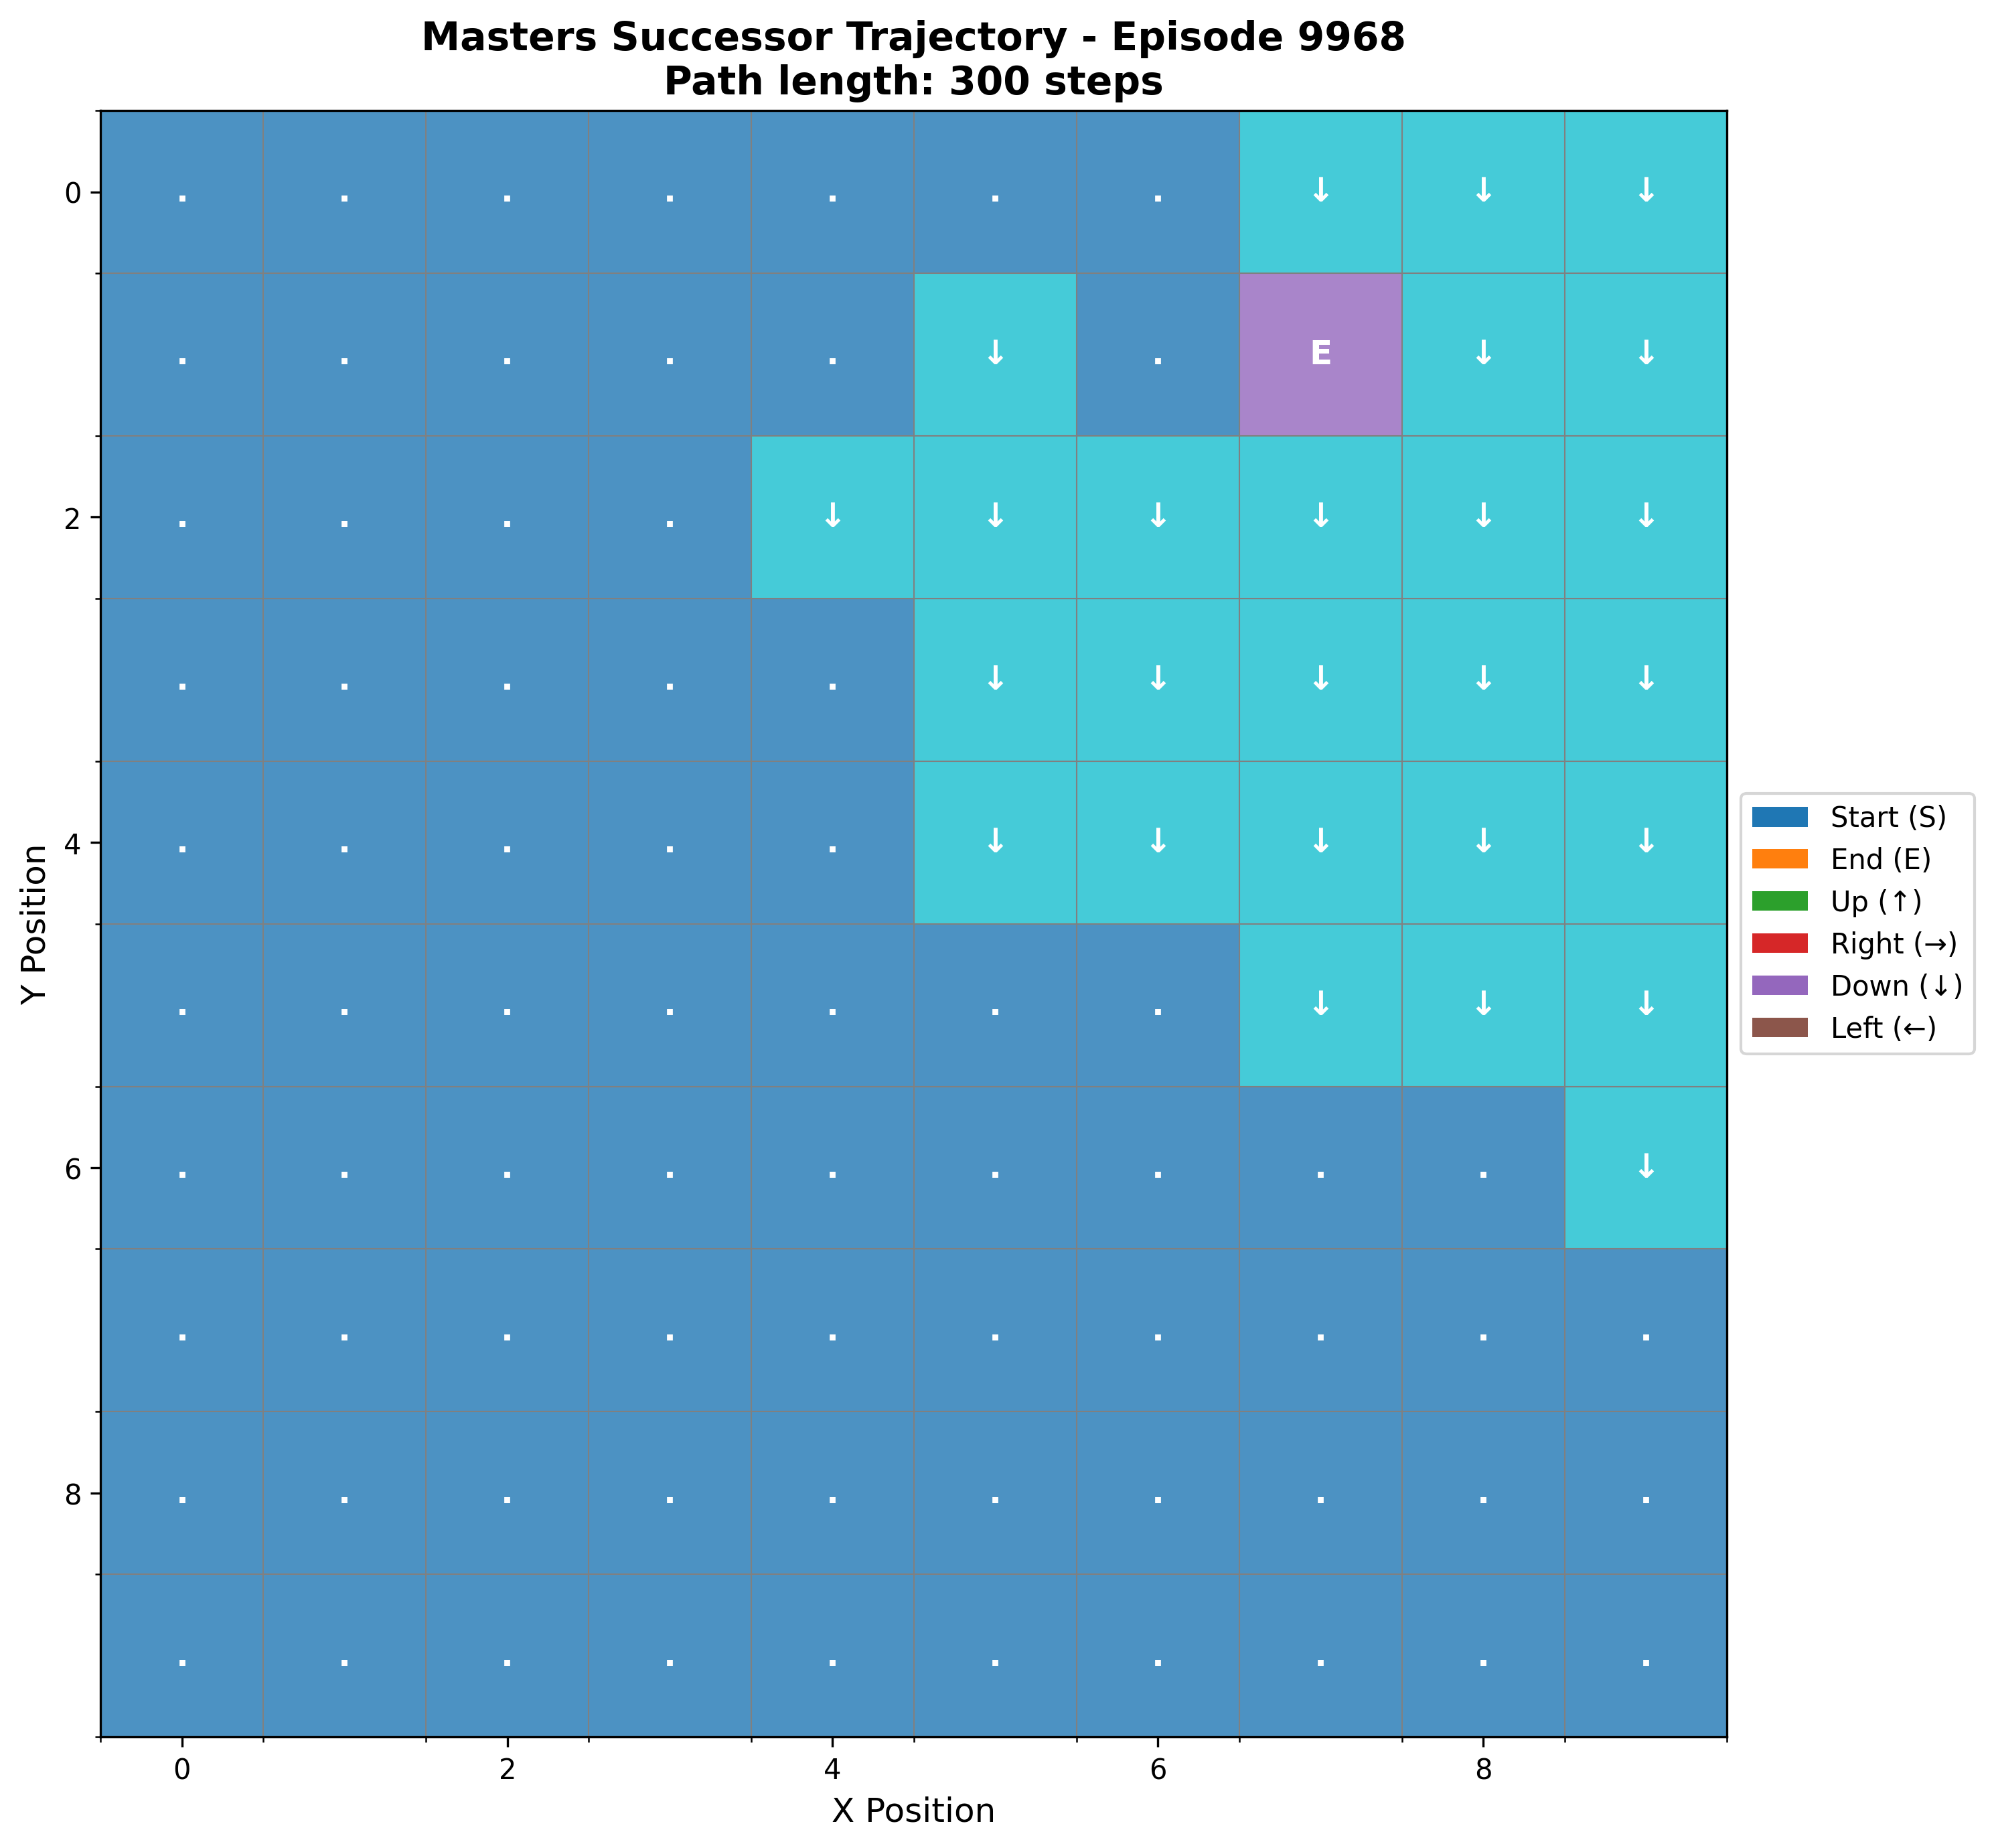 Masters Successor Trajectory - Episode 9968
Path length: 300 steps
0
. . . . . . . ↓ ↓ ↓
. . . . . ↓ . E ↓ ↓
2
. . . . ↓ ↓ ↓ ↓ ↓ ↓
. . . . . ↓ ↓ ↓ ↓ ↓
4
. . . . . ↓ ↓ ↓ ↓ ↓
. . . . . . . ↓ ↓ ↓
6
. . . . . . . . . ↓
. . . . . . . . . .
8
. . . . . . . . . .
. . . . . . . . . .
0 2 4 6 8
X Position
Y Position
Start (S)
End (E)
Up (↑)
Right (→)
Down (↓)
Left (←)